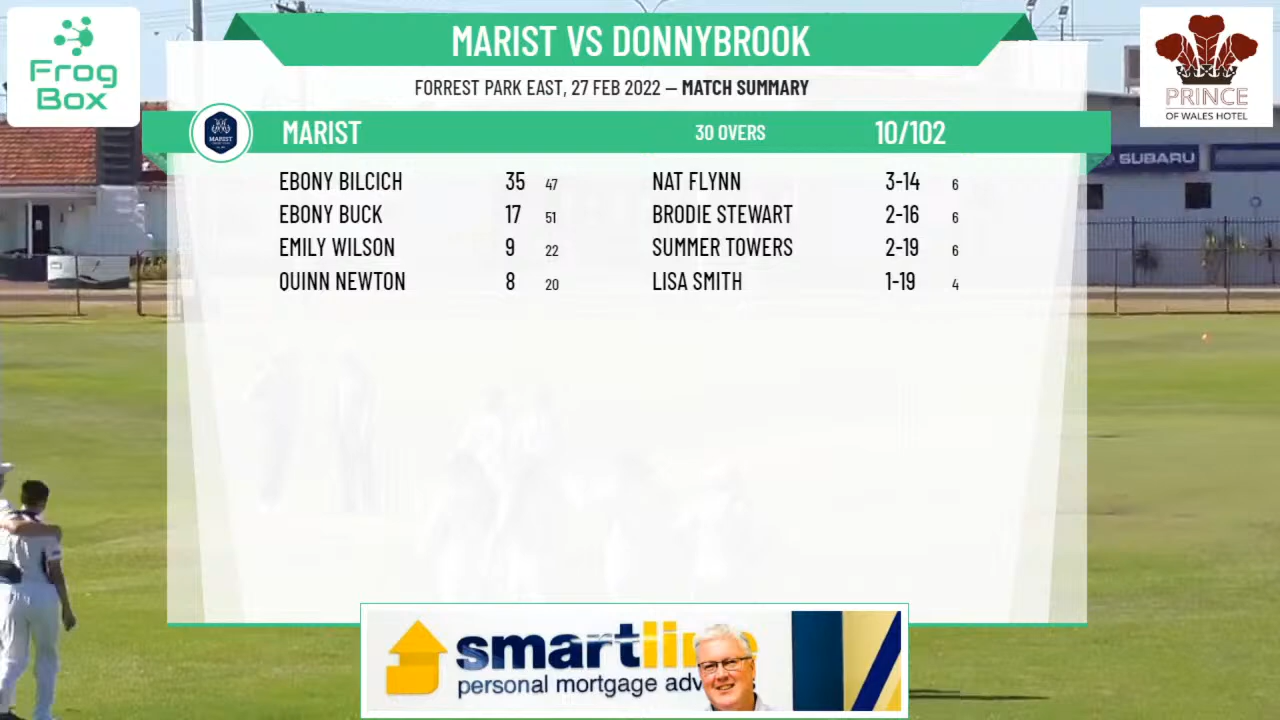 Frog
Box
MARIST VS DONNYBROOK
PRINCE
OF WALES HOTEL
FORREST PARK EAST, 27 FEB 2022 – MATCH SUMMARY
MARIST
MARIST 30 OVERS 10/102
SUBARU
EBONY BILCICH 35 47 NAT FLYNN 3-14 6
EBONY BUCK 17 51 BRODIE STEWART 2-16 6
EMILY WILSON 9 22 SUMMER TOWERS 2-19 6
QUINN NEWTON 8 20 LISA SMITH 1-19 4
smartline
personal mortgage adv